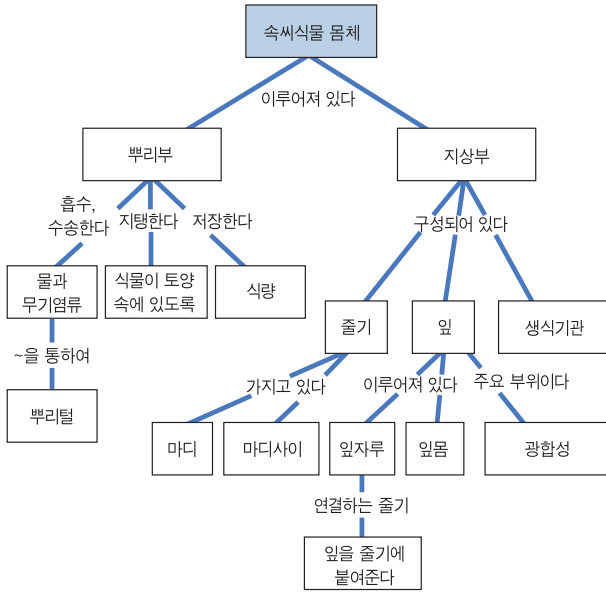 속씨식물 몸체
이루어져 있다
뿌리부
지상부
흡수,
수송한다
지탱한다
저장한다
구성되어 있다
물과
무기염류
식물이 토양
속에 있도록
식량
줄기
잎
생식기관
~을 통하여
뿌리털
가지고 있다
이루어져 있다
주요 부위이다
마디
마디사이
잎자루
잎몸
광합성
연결하는 줄기
잎을 줄기에
붙여준다